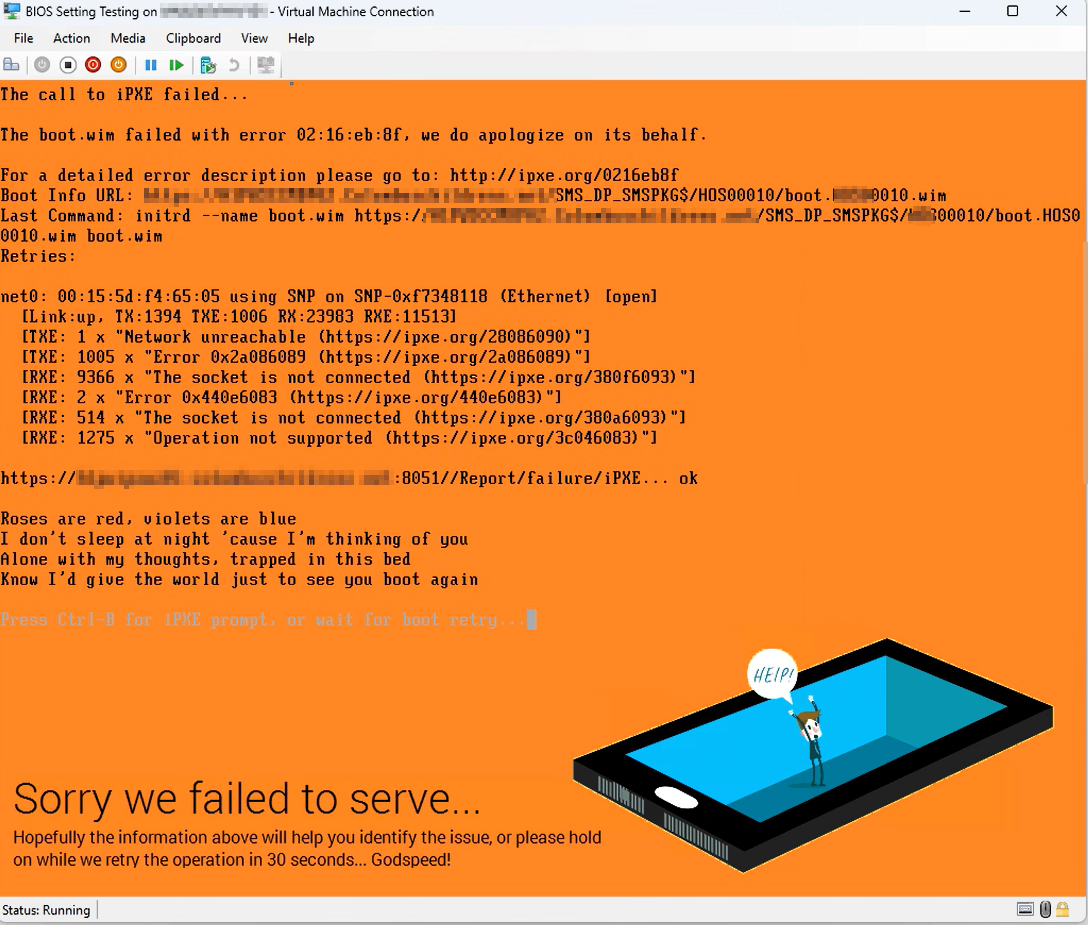 BIOS Setting Testing on - Virtual Machine Connection
File Action Media Clipboard View Help
The call to iPXE failed...
The boot.wim failed with error 02:16:eb:8f, we do apologize on its behalf.
For a detailed error description please go to: http://ipxe.org/0216eb8f
Boot Info URL: /SMS_DP_SMSPKG$/HOS00010/boot. 0010.wim
Last Command: initrd --name boot.wim https:/ /SMS_DP_SMSPKG$/ S00010/boot.HOS0
0010.wim boot.wim
Retries:
net0: 00:15:5d:f4:65:05 using SNP on SNP-0xf7348118 (Ethernet) [open]
[Link:up, TX:1394 TXE:1006 RX:23983 RXE:11513]
[TXE: 1 x "Network unreachable (https://ipxe.org/28086090)"]
[TXE: 1005 x "Error 0x2a086089 (https://ipxe.org/2a086089)"]
[RXE: 9366 x "The socket is not connected (https://ipxe.org/380f6093)"]
[RXE: 2 x "Error 0x440e6083 (https://ipxe.org/440e6083)"]
[RXE: 514 x "The socket is not connected (https://ipxe.org/380a6093)"]
[RXE: 1275 x "Operation not supported (https://ipxe.org/3c046083)"]
https:// :8051//Report/failure/iPXE... ok
Roses are red, violets are blue
I don't sleep at night 'cause I'm thinking of you
Alone with my thoughts, trapped in this bed
Know I'd give the world just to see you boot again
Press Ctrl-B for iPXE prompt, or wait for boot retry...
HELP!
Sorry we failed to serve...
Hopefully the information above will help you identify the issue, or please hold
on while we retry the operation in 30 seconds... Godspeed!
Status: Running